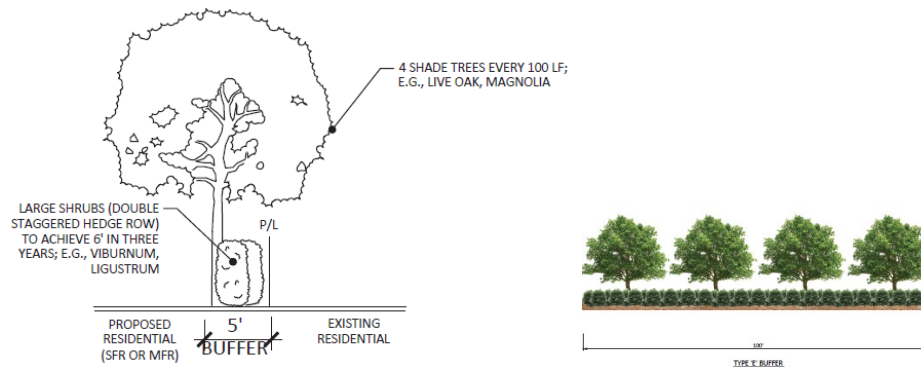 4 SHADE TREES EVERY 100 LF;
E.G., LIVE OAK, MAGNOLIA
LARGE SHRUBS (DOUBLE
STAGGERED HEDGE ROW)
TO ACHIEVE 6' IN THREE
YEARS; E.G., VIBURNUM,
LIGUSTRUM
P/L
PROPOSED
RESIDENTIAL
(SFR OR MFR)
5'
BUFFER
EXISTING
RESIDENTIAL
100'
TYPE 'E' BUFFER